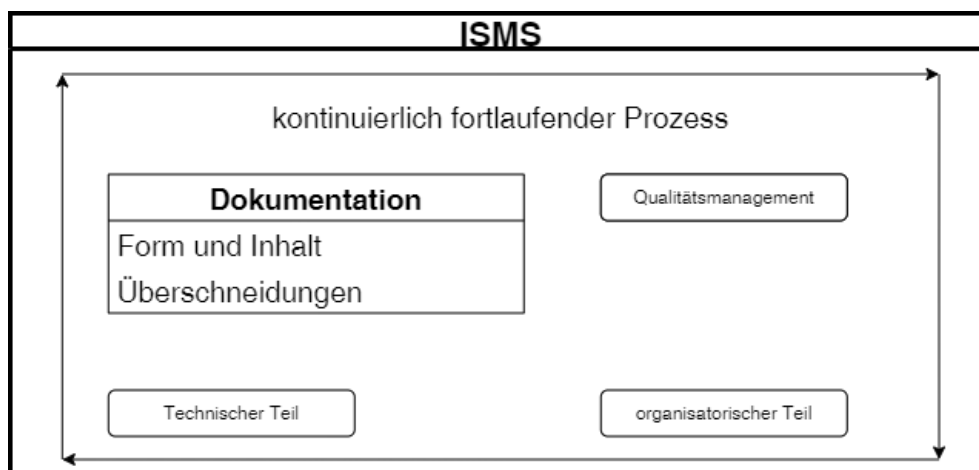 ISMS
kontinuierlich fortlaufender Prozess
Dokumentation
Qualitätsmanagement
Form und Inhalt
Überschneidungen
Technischer Teil
organisatorischer Teil